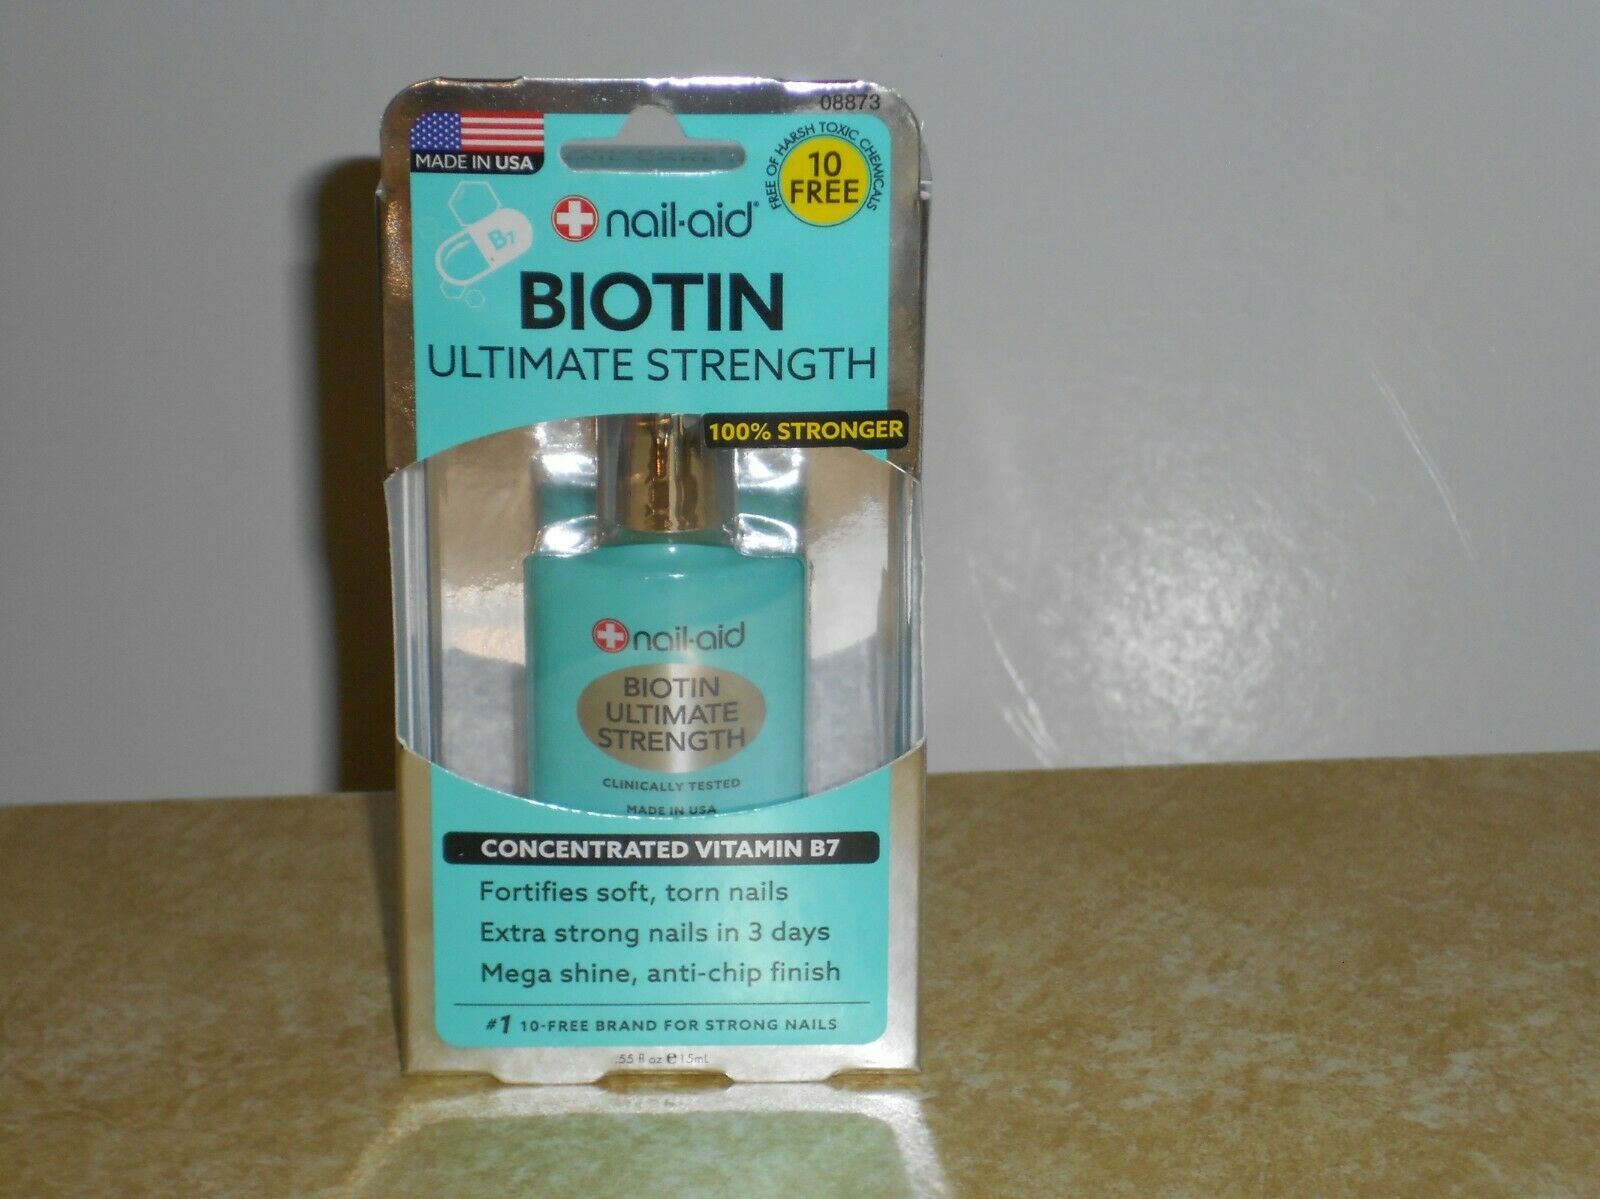 08873
MADE IN USA
AIL CARE
FREE OF HARSH TOXIC CHEMICALS
10
FREE
B7
nail-aid®
BIOTIN
ULTIMATE STRENGTH
100% STRONGER
nail-aid
BIOTIN
ULTIMATE
STRENGTH
CLINICALLY TESTED
MADE IN USA
CONCENTRATED VITAMIN B7
Fortifies soft, torn nails
Extra strong nails in 3 days
Mega shine, anti-chip finish
#1 10-FREE BRAND FOR STRONG NAILS
.55 fl oz ℮ 15mL